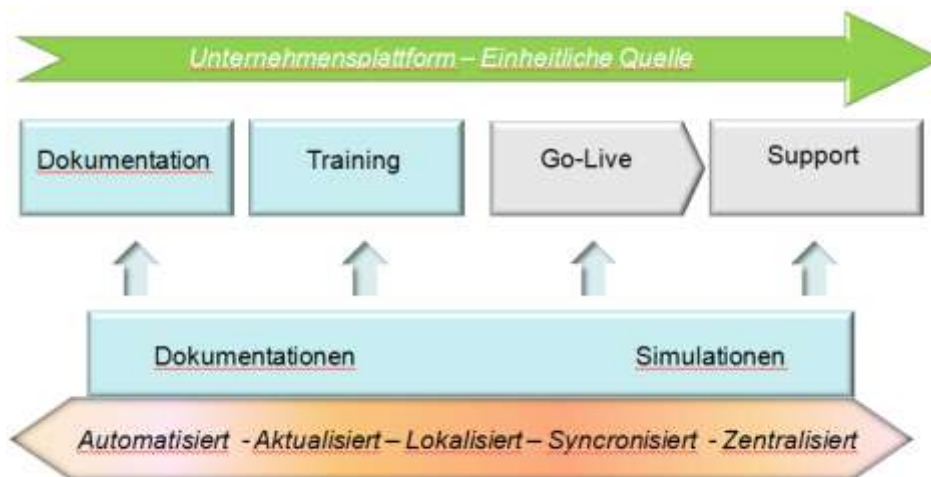 Unternehmensplattform – Einheitliche Quelle
Dokumentation
Training
Go-Live
Support
Dokumentationen
Simulationen
Automatisiert - Aktualisiert – Lokalisiert – Syncronisiert - Zentralisiert